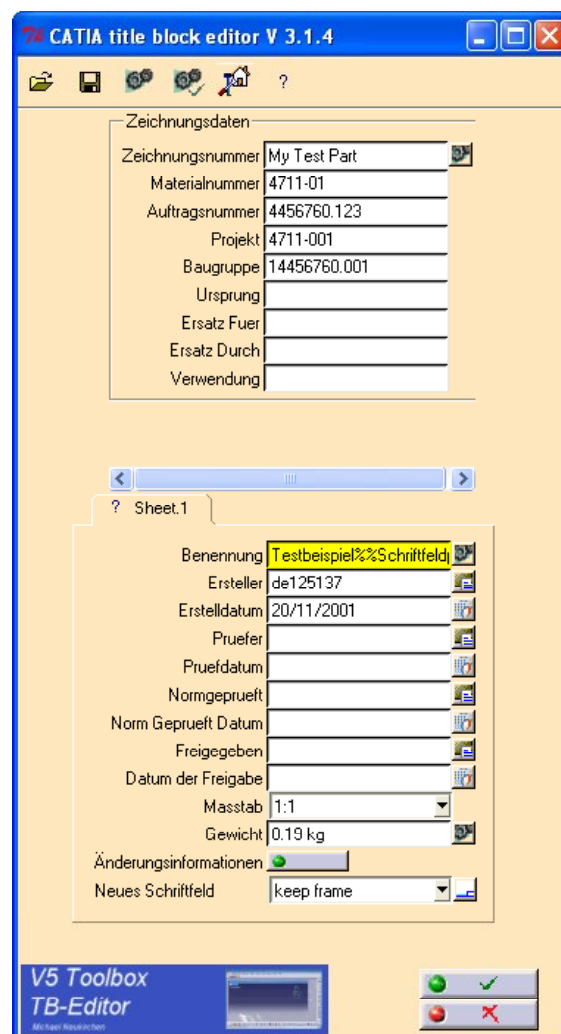 CATIA title block editor V 3.1.4
?
Zeichnungsdaten
Zeichnungsnummer My Test Part
Materialnummer 4711-01
Auftragsnummer 4456760.123
Projekt 4711-001
Baugruppe 14456760.001
Ursprung
Ersatz Fuer
Ersatz Durch
Verwendung
? Sheet.1
Benennung Testbeispiel%%Schriftfeld
Ersteller de125137
Erstelldatum 20/11/2001
Pruefer
Pruefdatum
Normgeprueft
Norm Geprueft Datum
Freigegeben
Datum der Freigabe
Masstab 1:1
Gewicht 0.19 kg
Änderungsinformationen
Neues Schriftfeld keep frame
V5 Toolbox
TB-Editor
Michael Neukirchen